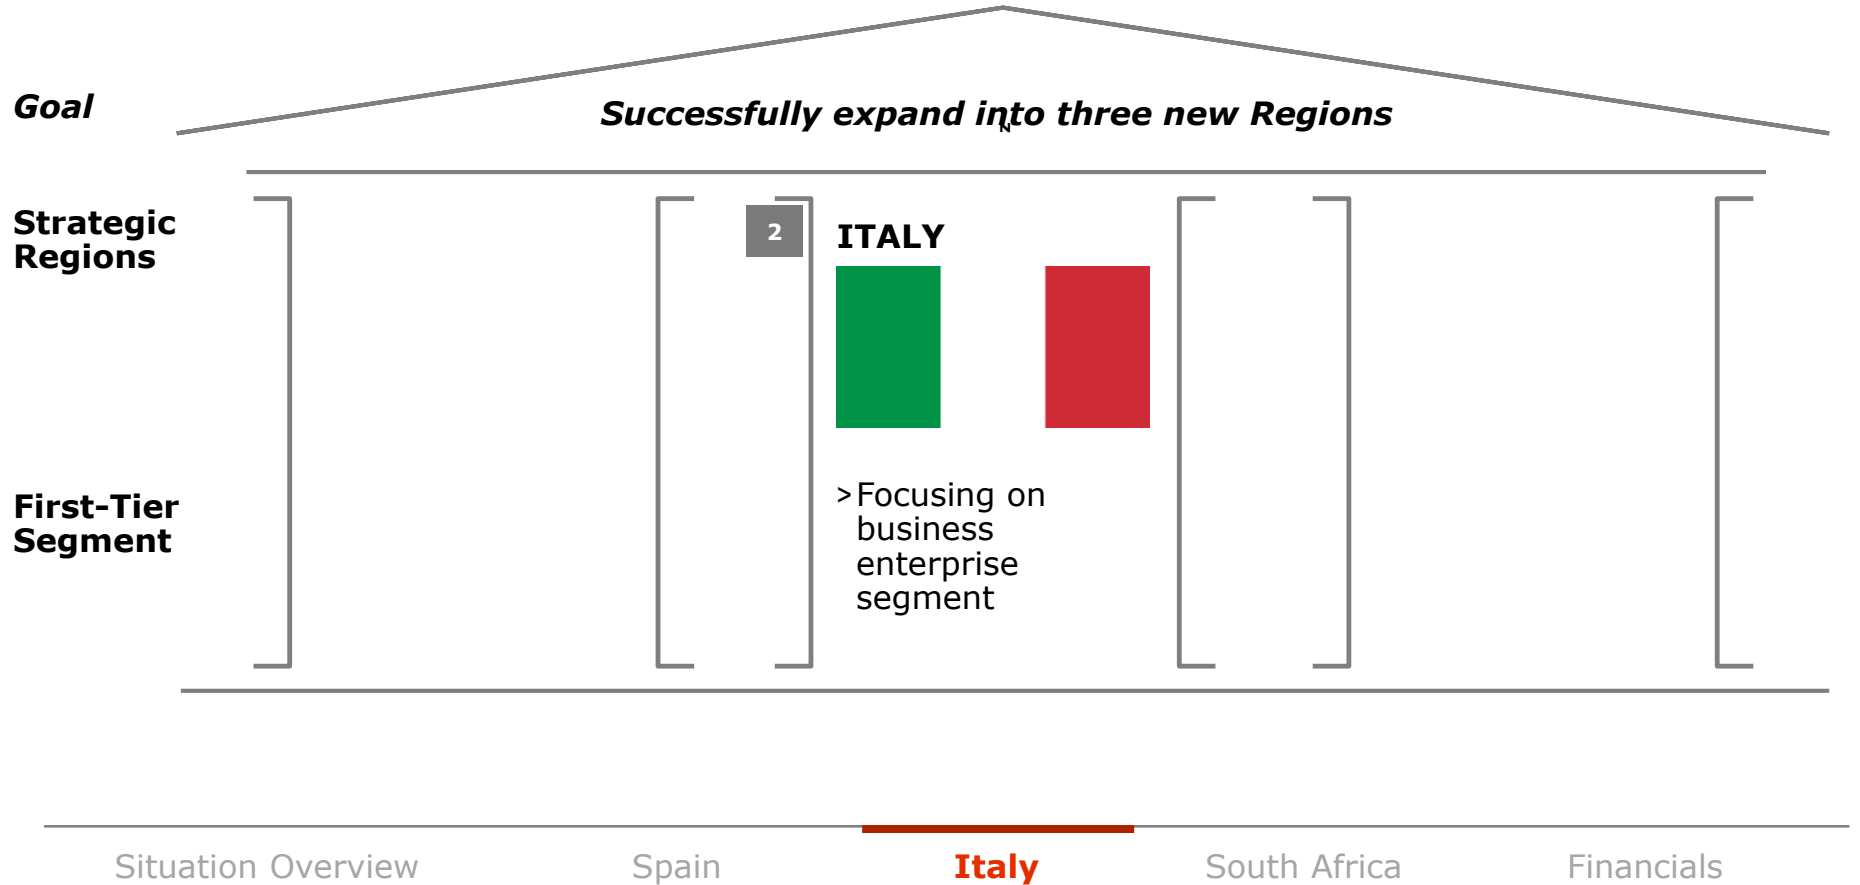 Goal
Successfully expand into three new Regions
N
Strategic
Regions
2
ITALY
First-Tier
Segment
>Focusing on
business
enterprise
segment
Situation Overview
Spain
Italy
South Africa
Financials